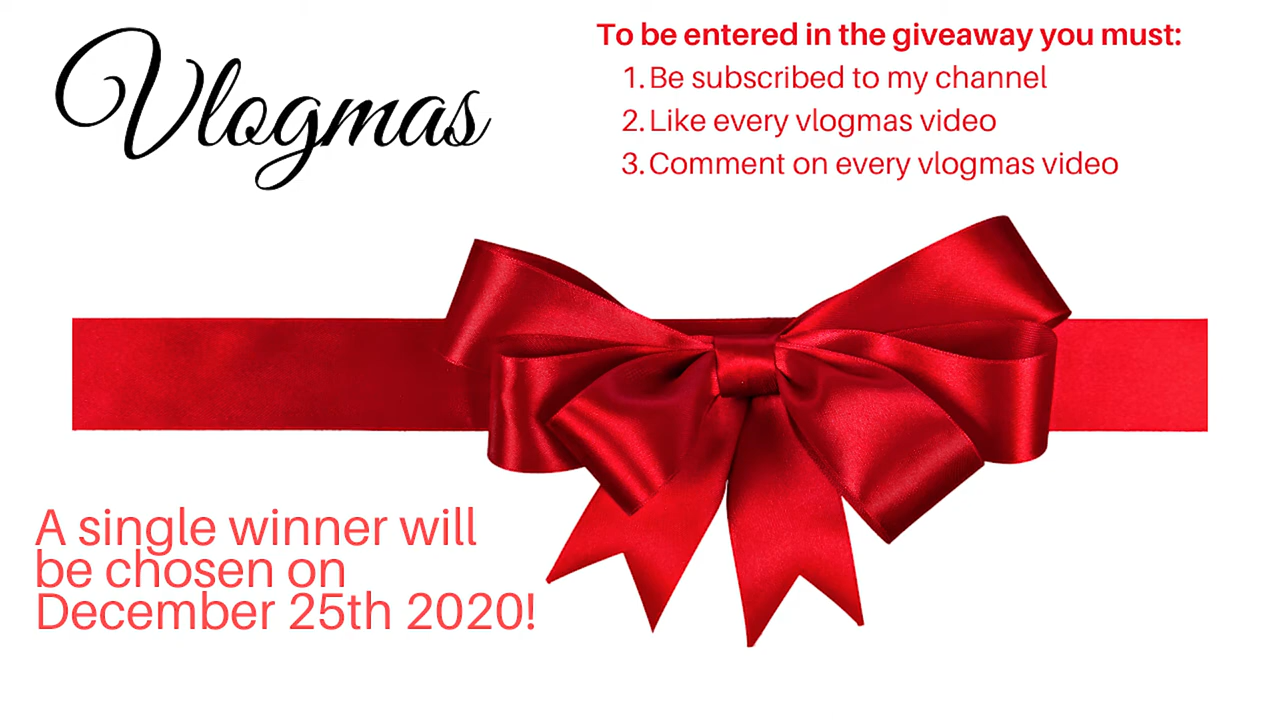 Vlogmas
To be entered in the giveaway you must:
1. Be subscribed to my channel
2. Like every vlogmas video
3. Comment on every vlogmas video
A single winner will
be chosen on
December 25th 2020!